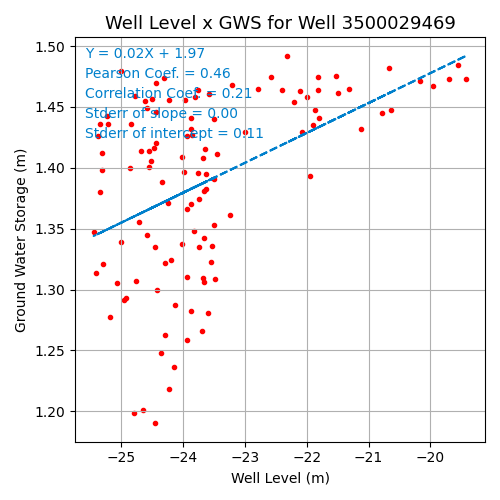 Well Level x GWS for Well 3500029469
Y = 0.02X + 1.97
Pearson Coef. = 0.46
Correlation Coef. = 0.21
Stderr of slope = 0.00
Stderr of intercept = 0.11
Ground Water Storage (m)
1.50
1.45
1.40
1.35
1.30
1.25
1.20
−25 −24 −23 −22 −21 −20
Well Level (m)